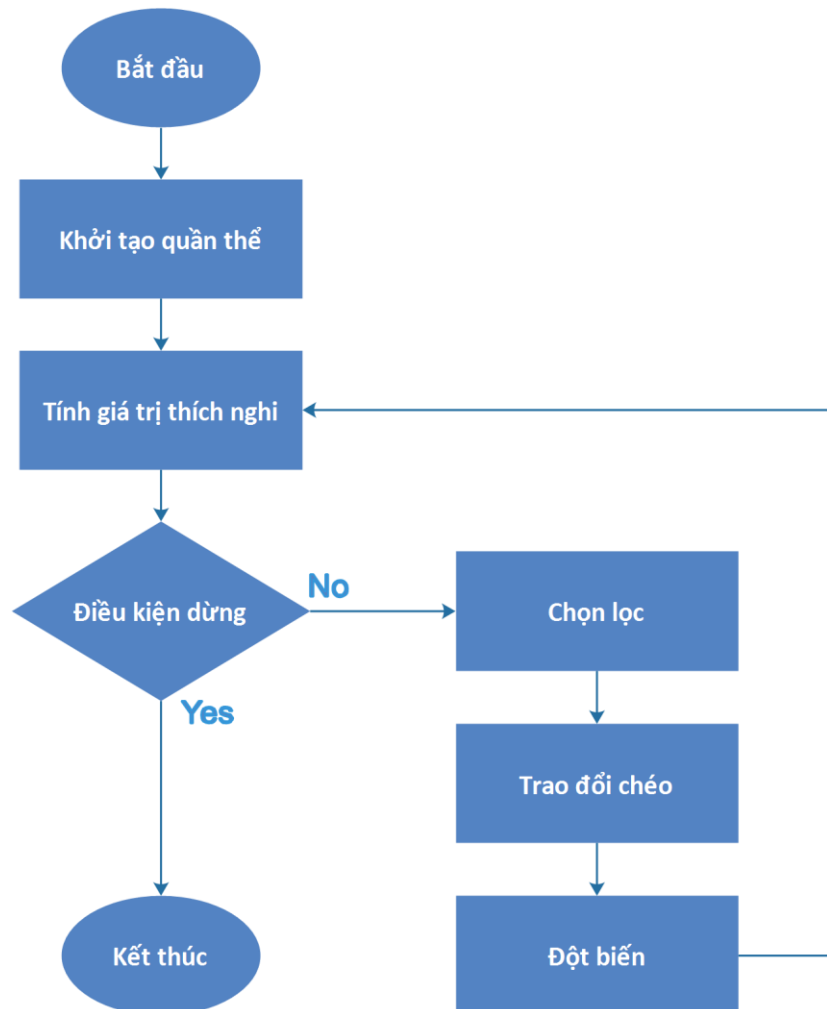 Bắt đầu
Khởi tạo quần thể
Tính giá trị thích nghi
Điều kiện dừng
No
Chọn lọc
Yes
Trao đổi chéo
Kết thúc
Đột biến